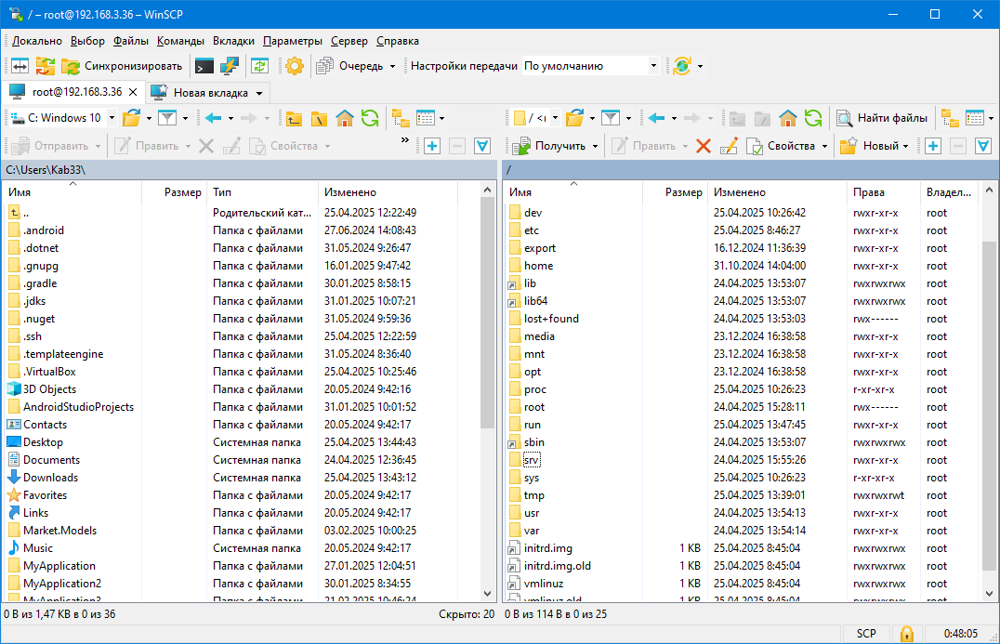 / – root@192.168.3.36 – WinSCP
Локально Выбор Файлы Команды Вкладки Параметры Сервер Справка
Синхронизировать Очередь Настройки передачи По умолчанию
root@192.168.3.36 Новая вкладка
C: Windows 10 / <к Найти файлы
Отправить Править Свойства » Получить Править Свойства Новый
C:\Users\Kab33\ /
Имя Размер Тип Изменено Имя Размер Изменено Права Владел...
.. Родительский кат... 25.04.2025 12:22:49 dev 25.04.2025 10:26:42 rwxr-xr-x root
.android Папка с файлами 27.06.2024 14:08:43 etc 25.04.2025 8:46:27 rwxr-xr-x root
.dotnet Папка с файлами 31.05.2024 9:26:47 export 16.12.2024 11:36:39 rwxr-xr-x root
.gnupg Папка с файлами 16.01.2025 9:47:42 home 31.10.2024 14:04:00 rwxr-xr-x root
.gradle Папка с файлами 30.01.2025 8:58:15 lib 24.04.2025 13:53:07 rwxrwxrwx root
.jdks Папка с файлами 31.01.2025 10:07:21 lib64 24.04.2025 13:53:07 rwxrwxrwx root
.nuget Папка с файлами 31.05.2024 9:59:36 lost+found 24.04.2025 13:53:03 rwx------ root
.ssh Папка с файлами 25.04.2025 12:22:59 media 23.12.2024 16:38:58 rwxr-xr-x root
.templateengine Папка с файлами 31.05.2024 8:36:40 mnt 23.12.2024 16:38:58 rwxr-xr-x root
.VirtualBox Папка с файлами 25.04.2025 10:25:46 opt 23.12.2024 16:38:58 rwxr-xr-x root
3D Objects Папка с файлами 20.05.2024 9:42:16 proc 25.04.2025 10:26:23 r-xr-xr-x root
AndroidStudioProjects Папка с файлами 31.01.2025 10:01:52 root 24.04.2025 15:28:11 rwx------ root
Contacts Папка с файлами 20.05.2024 9:42:17 run 25.04.2025 13:47:45 rwxr-xr-x root
Desktop Системная папка 25.04.2025 13:44:43 sbin 24.04.2025 13:53:07 rwxrwxrwx root
Documents Системная папка 24.04.2025 12:36:45 srv 24.04.2025 15:55:26 rwxr-xr-x root
Downloads Системная папка 25.04.2025 13:43:12 sys 25.04.2025 10:26:23 r-xr-xr-x root
Favorites Папка с файлами 20.05.2024 9:42:17 tmp 25.04.2025 13:39:01 rwxrwxrwt root
Links Папка с файлами 20.05.2024 9:42:17 usr 24.04.2025 13:54:13 rwxr-xr-x root
Market.Models Папка с файлами 03.02.2025 10:00:25 var 24.04.2025 13:54:14 rwxr-xr-x root
Music Системная папка 20.05.2024 9:42:17 initrd.img 1 KB 25.04.2025 8:45:04 rwxrwxrwx root
MyApplication Папка с файлами 27.01.2025 12:04:51 initrd.img.old 1 KB 25.04.2025 8:45:04 rwxrwxrwx root
MyApplication2 Папка с файлами 30.01.2025 8:34:55 vmlinuz 1 KB 25.04.2025 8:45:04 rwxrwxrwx root
MyApplication3 Папка с файлами 21.02.2025 10:46:24 vmlinuz.old 1 KB 25.04.2025 8:45:04 rwxrwxrwx root
0 B из 1,47 KB в 0 из 36 Скрыто: 20 0 B из 114 B в 0 из 25
SCP 0:48:05